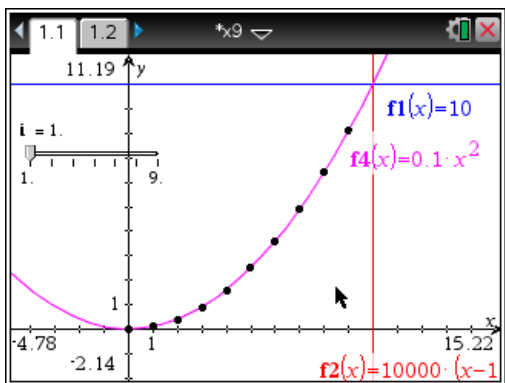 1.1 1.2 *x9
11.19 y
f1(x)=10
i = 1.
f4(x)=0.1·x²
1. 9.
1
x
-4.78 1 15.22
-2.14
f2(x)=10000·(x-1